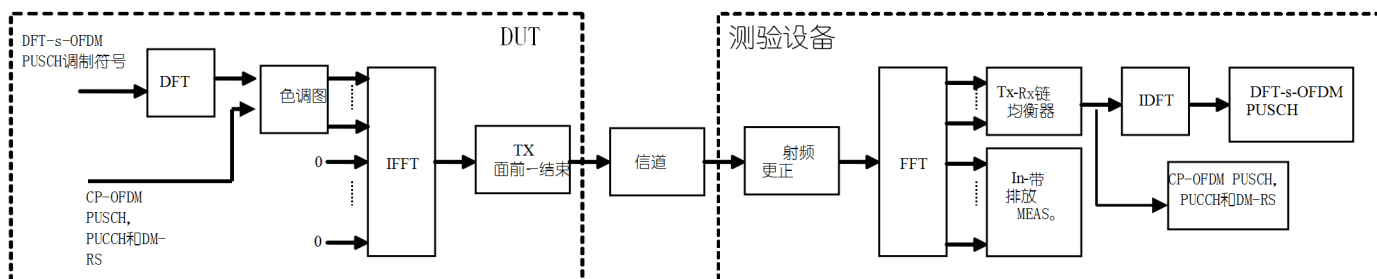 DFT-s-OFDM
PUSCH调制符号
DUT
测验设备
DFT
色调图
0
0
IFFT
CP-OFDM
PUSCH,
PUCCH和DM-
RS
TX
面前一结束
信道
射频
更正
FFT
Tx-Rx链
均衡器
In-带
排放
MEAS。
IDFT
DFT-s-OFDM
PUSCH
CP-OFDM PUSCH,
PUCCH和DM-RS